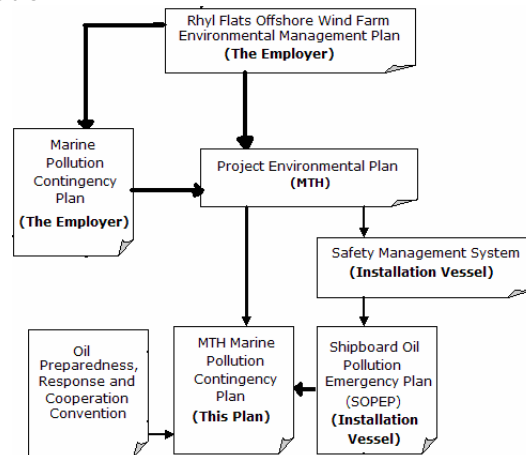 Rhyl Flats Offshore Wind Farm
Environmental Management Plan
(The Employer)
Marine
Pollution
Contingency
Plan
(The Employer)
Project Environmental Plan
(MTH)
Safety Management System
(Installation Vessel)
Oil
Preparedness,
Response and
Cooperation
Convention
MTH Marine
Pollution
Contingency
Plan
(This Plan)
Shipboard Oil
Pollution
Emergency Plan
(SOPEP)
(Installation
Vessel)